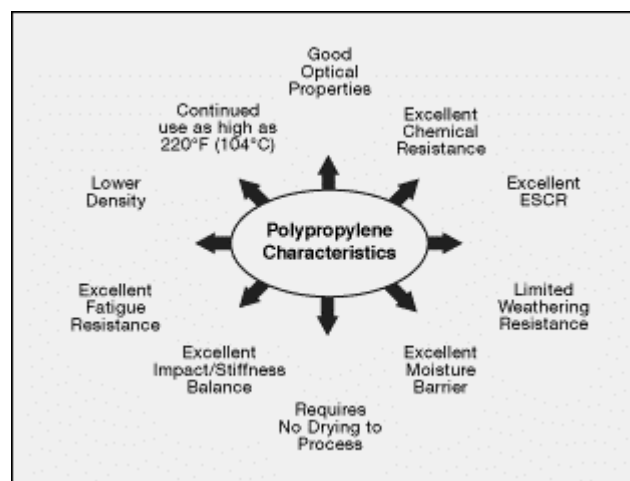 Good
Optical
Properties
Continued
use as high as
220°F (104°C)
Excellent
Chemical
Resistance
Lower
Density
Excellent
ESCR
Polypropylene
Characteristics
Excellent
Fatigue
Resistance
Limited
Weathering
Resistance
Excellent
Impact/Stiffness
Balance
Excellent
Moisture
Barrier
Requires
No Drying to
Process